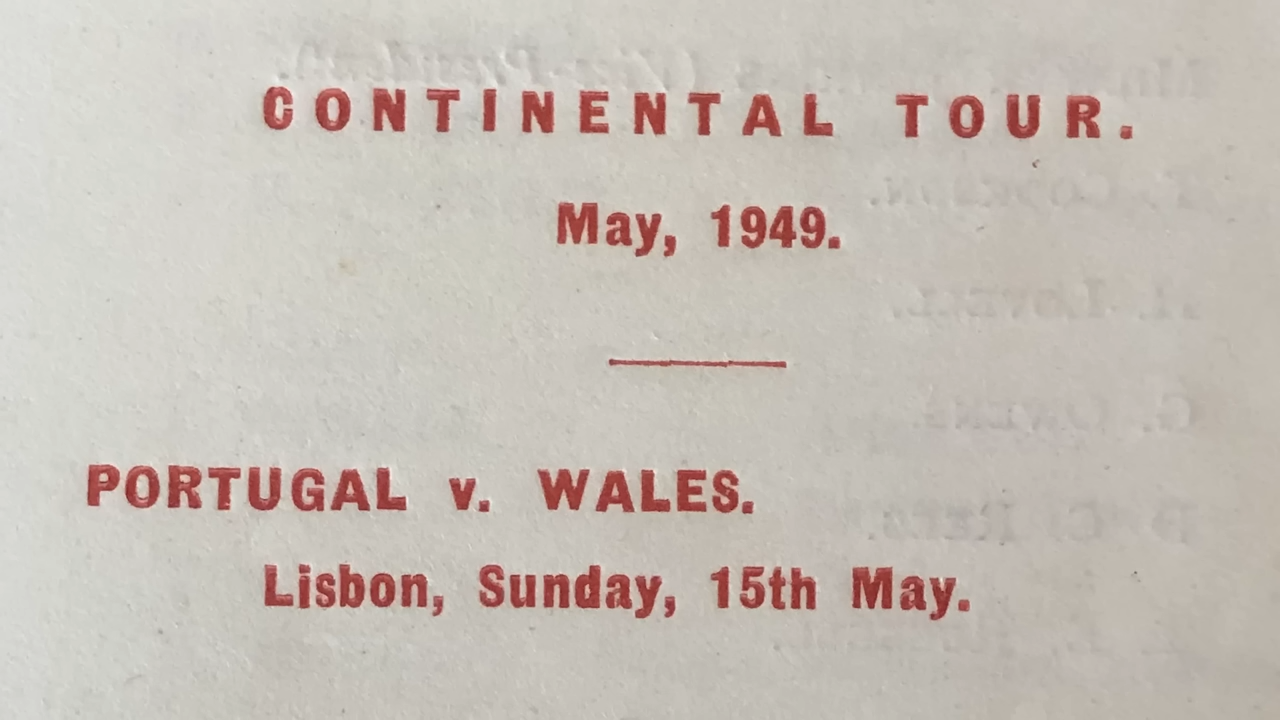 CONTINENTAL TOUR.
May, 1949.
PORTUGAL v. WALES.
Lisbon, Sunday, 15th May.